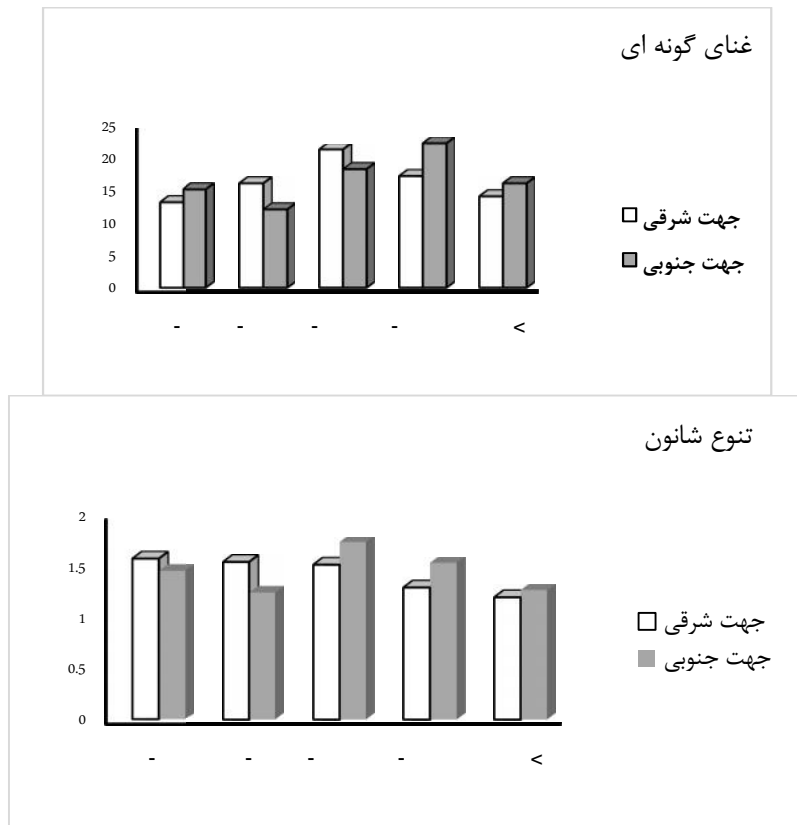 غنای گونه ای
25
20
15
10
5
0
جهت شرقی
جهت جنوبی
- - - - <
تنوع شانون
2
1.5
1
0.5
0
جهت شرقی
جهت جنوبی
- - - - <